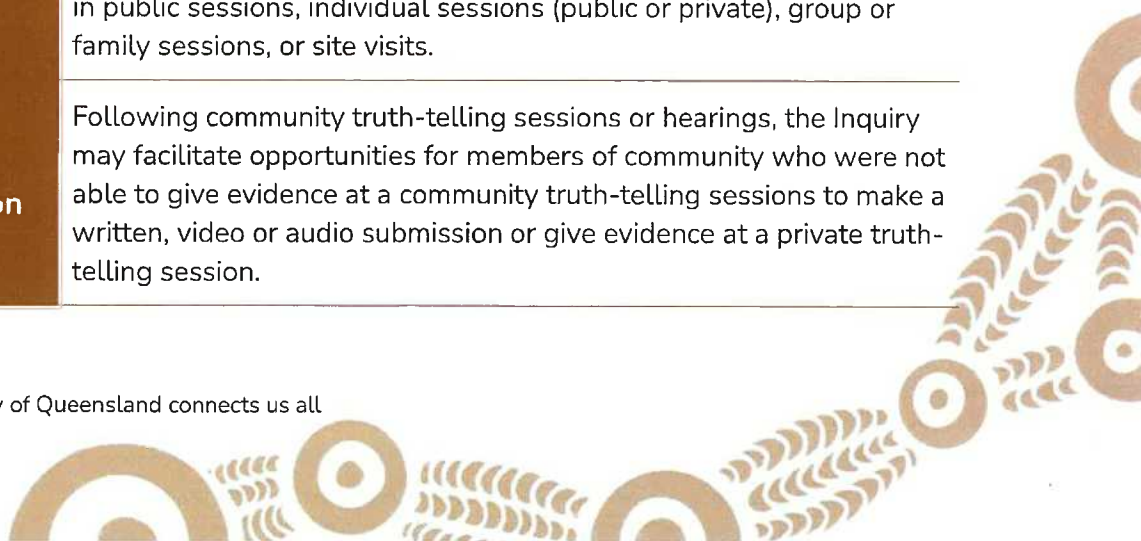 in public sessions, individual sessions (public or private), group or
family sessions, or site visits.
Following community truth-telling sessions or hearings, the Inquiry
may facilitate opportunities for members of community who were not
able to give evidence at a community truth-telling sessions to make a
written, video or audio submission or give evidence at a private truth-
telling session.
of Queensland connects us all